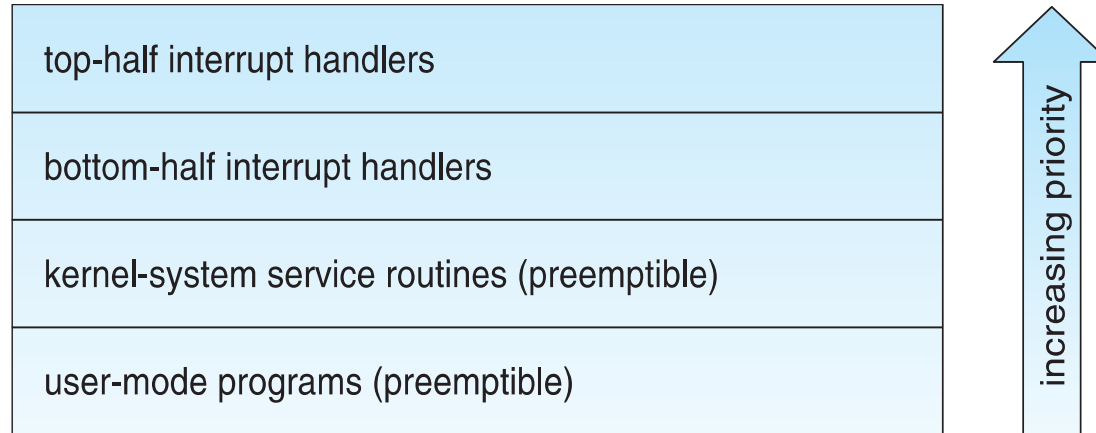 top-half interrupt handlers
bottom-half interrupt handlers
kernel-system service routines (preemptible)
user-mode programs (preemptible)
increasing priority